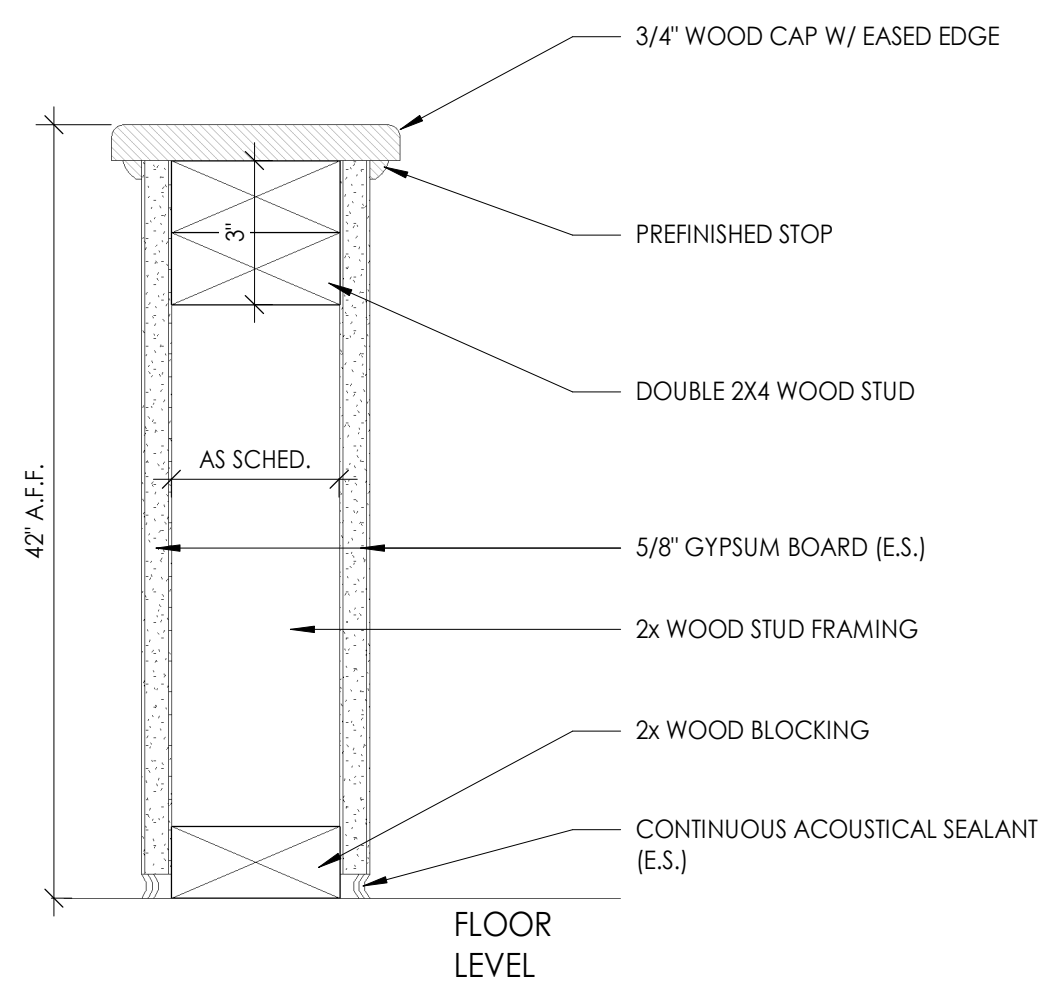 3/4" WOOD CAP W/ EASED EDGE
PREFINISHED STOP
3"
DOUBLE 2X4 WOOD STUD
AS SCHED.
42" A.F.F.
5/8" GYPSUM BOARD (E.S.)
2x WOOD STUD FRAMING
2x WOOD BLOCKING
CONTINUOUS ACOUSTICAL SEALANT
(E.S.)
FLOOR
LEVEL